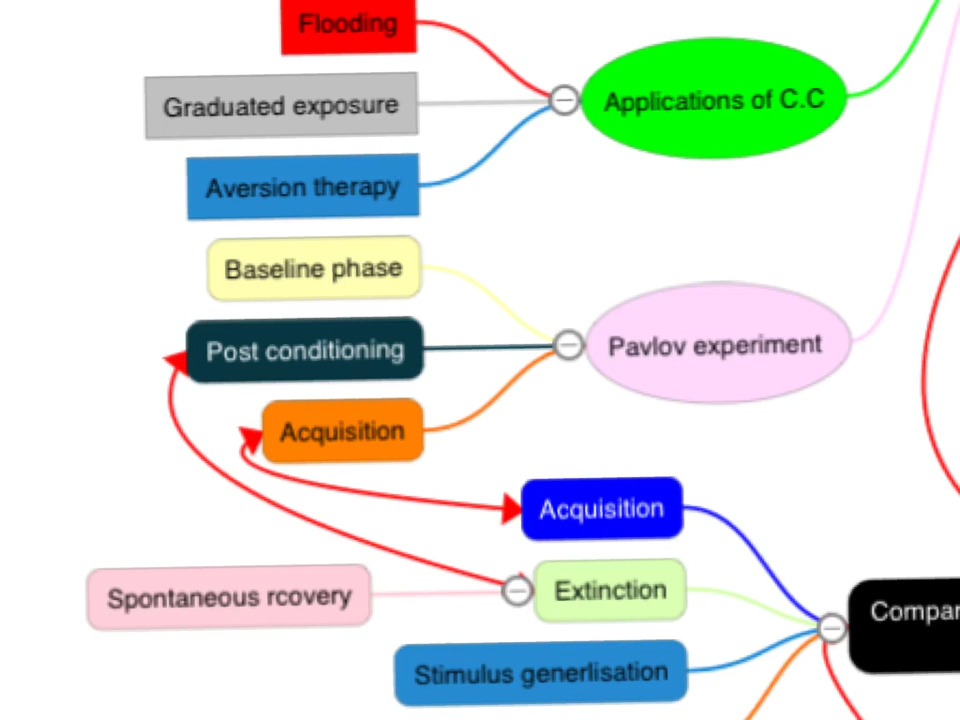 Flooding
Graduated exposure
Applications of C.C
Aversion therapy
Baseline phase
Post conditioning
Pavlov experiment
Acquisition
Acquisition
Extinction
Spontaneous rcovery
Stimulus generlisation